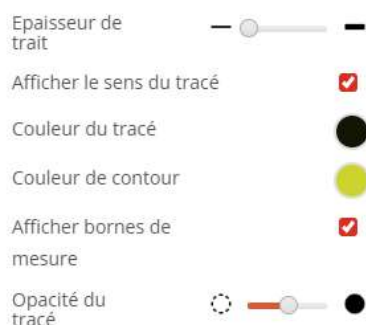 Epaisseur de
trait
Afficher le sens du tracé
Couleur du tracé
Couleur de contour
Afficher bornes de
mesure
Opacité du
tracé